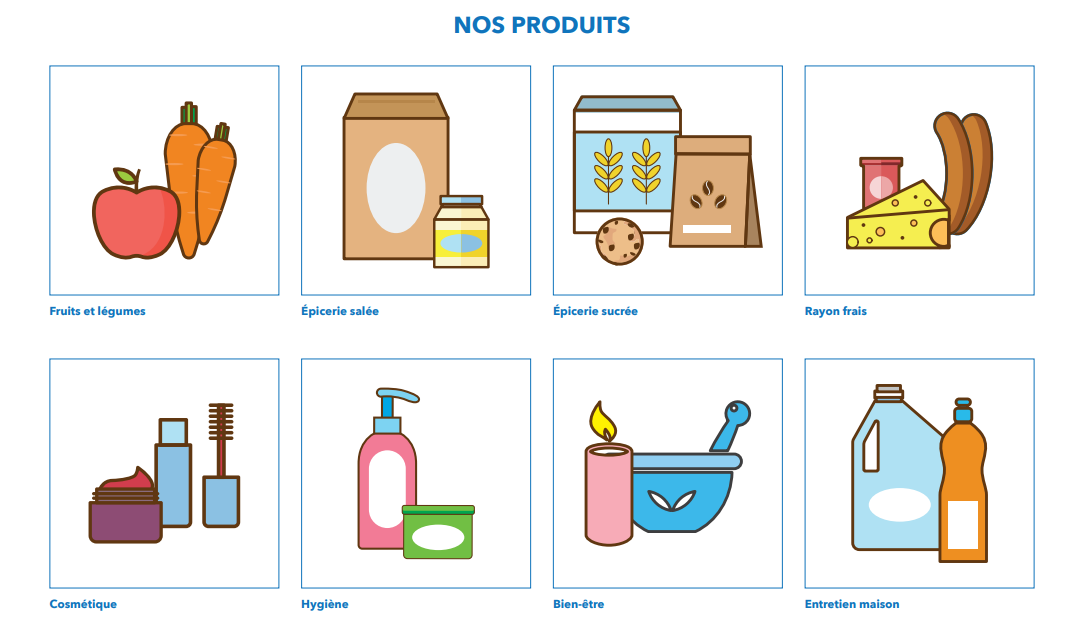 NOS PRODUITS
Fruits et légumes
Épicerie salée
Épicerie sucrée
Rayon frais
Cosmétique
Hygiène
Bien-être
Entretien maison